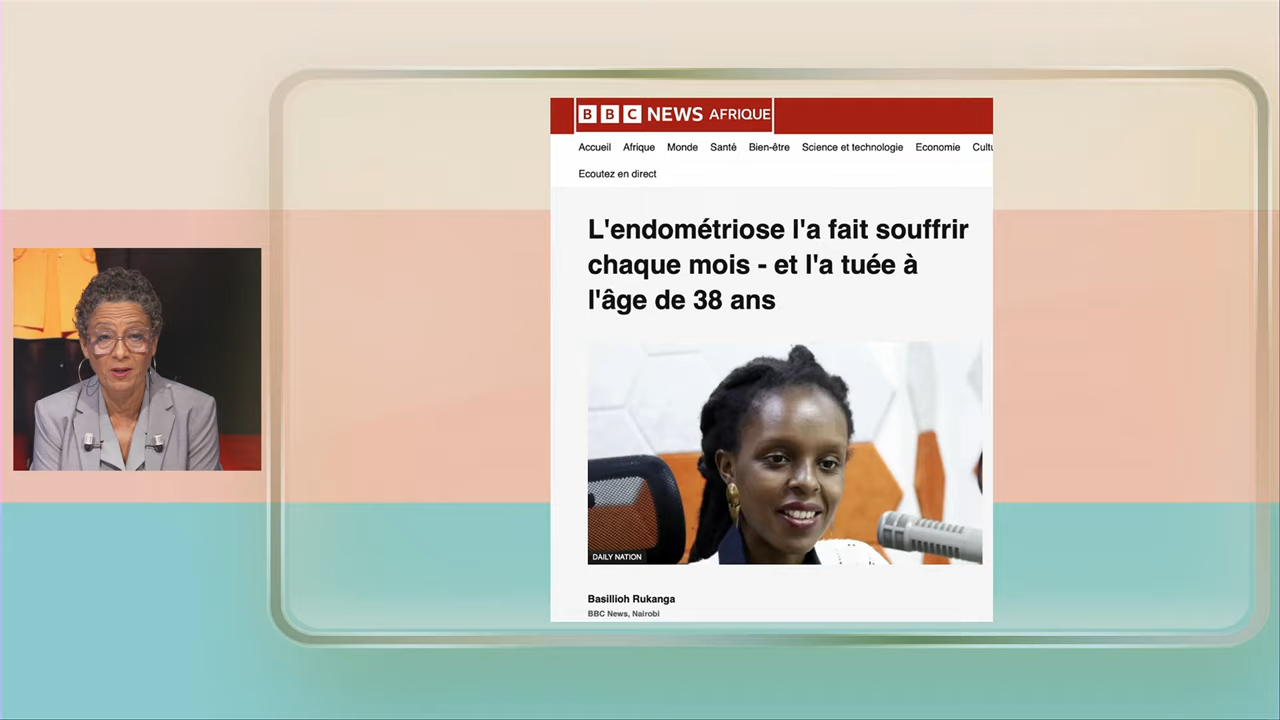 BBC NEWS AFRIQUE
Accueil Afrique Monde Santé Bien-être Science et technologie Economie Cultu
Ecoutez en direct
L'endométriose l'a fait souffrir
chaque mois - et l'a tuée à
l'âge de 38 ans
DAILY NATION
Basillioh Rukanga
BBC News, Nairobi